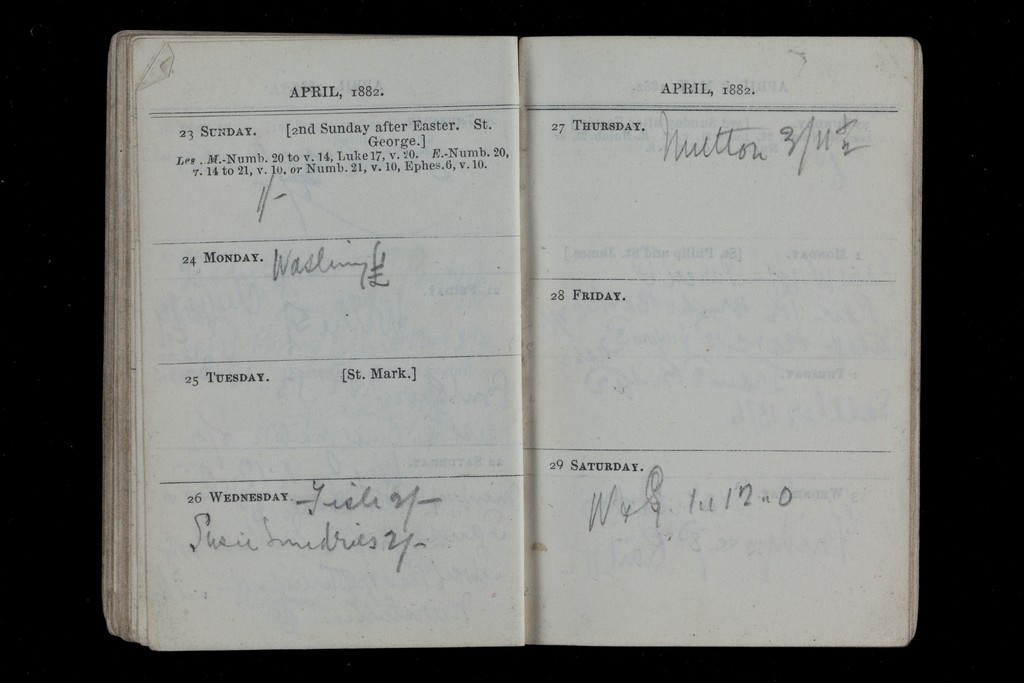 APRIL, 1882.
23 SUNDAY. [2nd Sunday after Easter. St.
George.]
Les. M.-Numb. 20 to v. 14, Luke 17, v. 20. E.-Numb. 20,
v. 14 to 21, v. 10, or Numb. 21, v. 10, Ephes. 6, v. 10.
1/-
24 MONDAY. Washing
25 TUESDAY. [St. Mark.]
26 WEDNESDAY. Fish 2/-
Susie Sundries 2/-
APRIL, 1882.
27 THURSDAY. Mutton 3/11½
28 FRIDAY.
29 SATURDAY.
W & E. 1 " 12 " 0